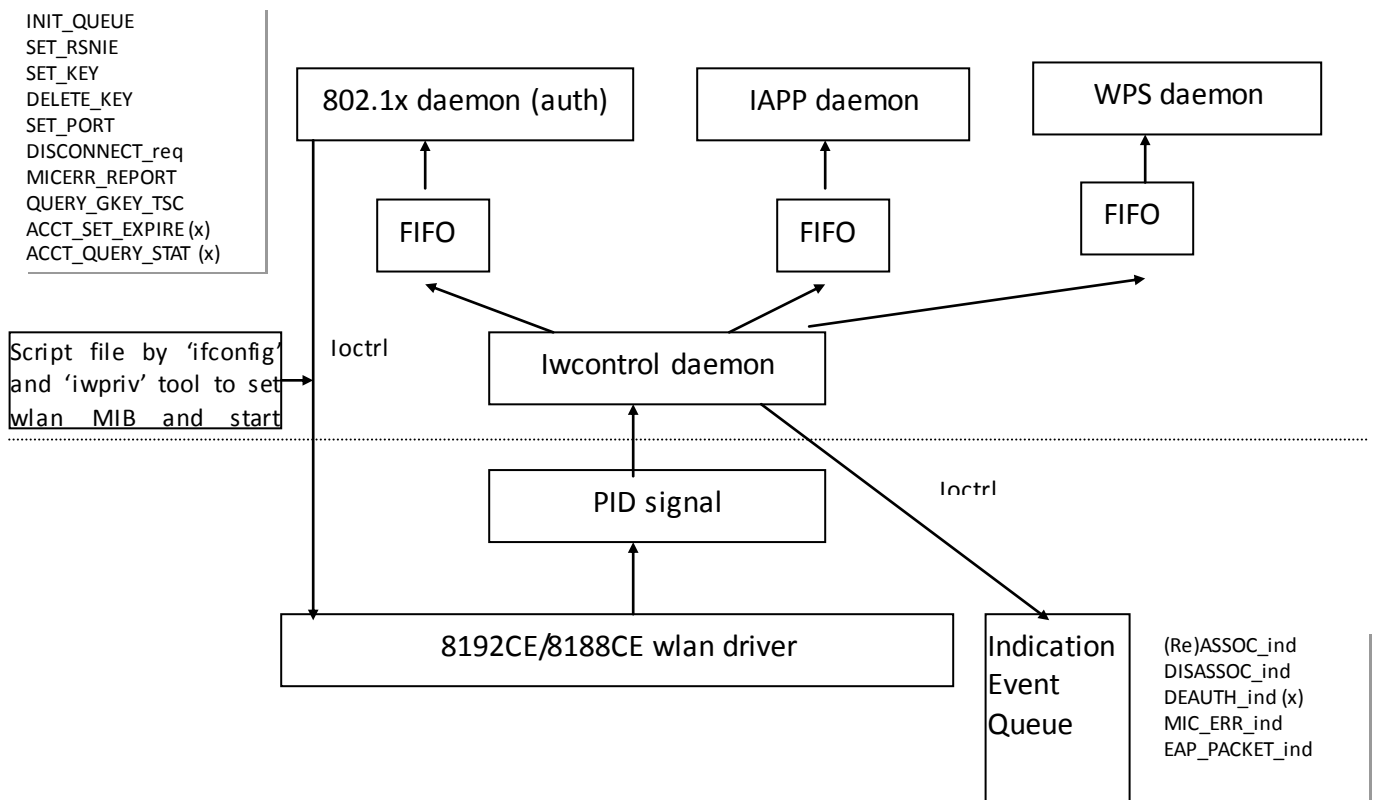 INIT_QUEUE
SET_RSNIE
SET_KEY
DELETE_KEY
SET_PORT
DISCONNECT_req
MICERR_REPORT
QUERY_GKEY_TSC
ACCT_SET_EXPIRE (x)
ACCT_QUERY_STAT (x)
802.1x daemon (auth)
IAPP daemon
WPS daemon
FIFO
FIFO
FIFO
Script file by ‘ifconfig’
and ‘iwpriv’ tool to set
wlan MIB and start
Ioctrl
Iwcontrol daemon
PID signal
Ioctrl
8192CE/8188CE wlan driver
Indication
Event
Queue
(Re)ASSOC_ind
DISASSOC_ind
DEAUTH_ind (x)
MIC_ERR_ind
EAP_PACKET_ind